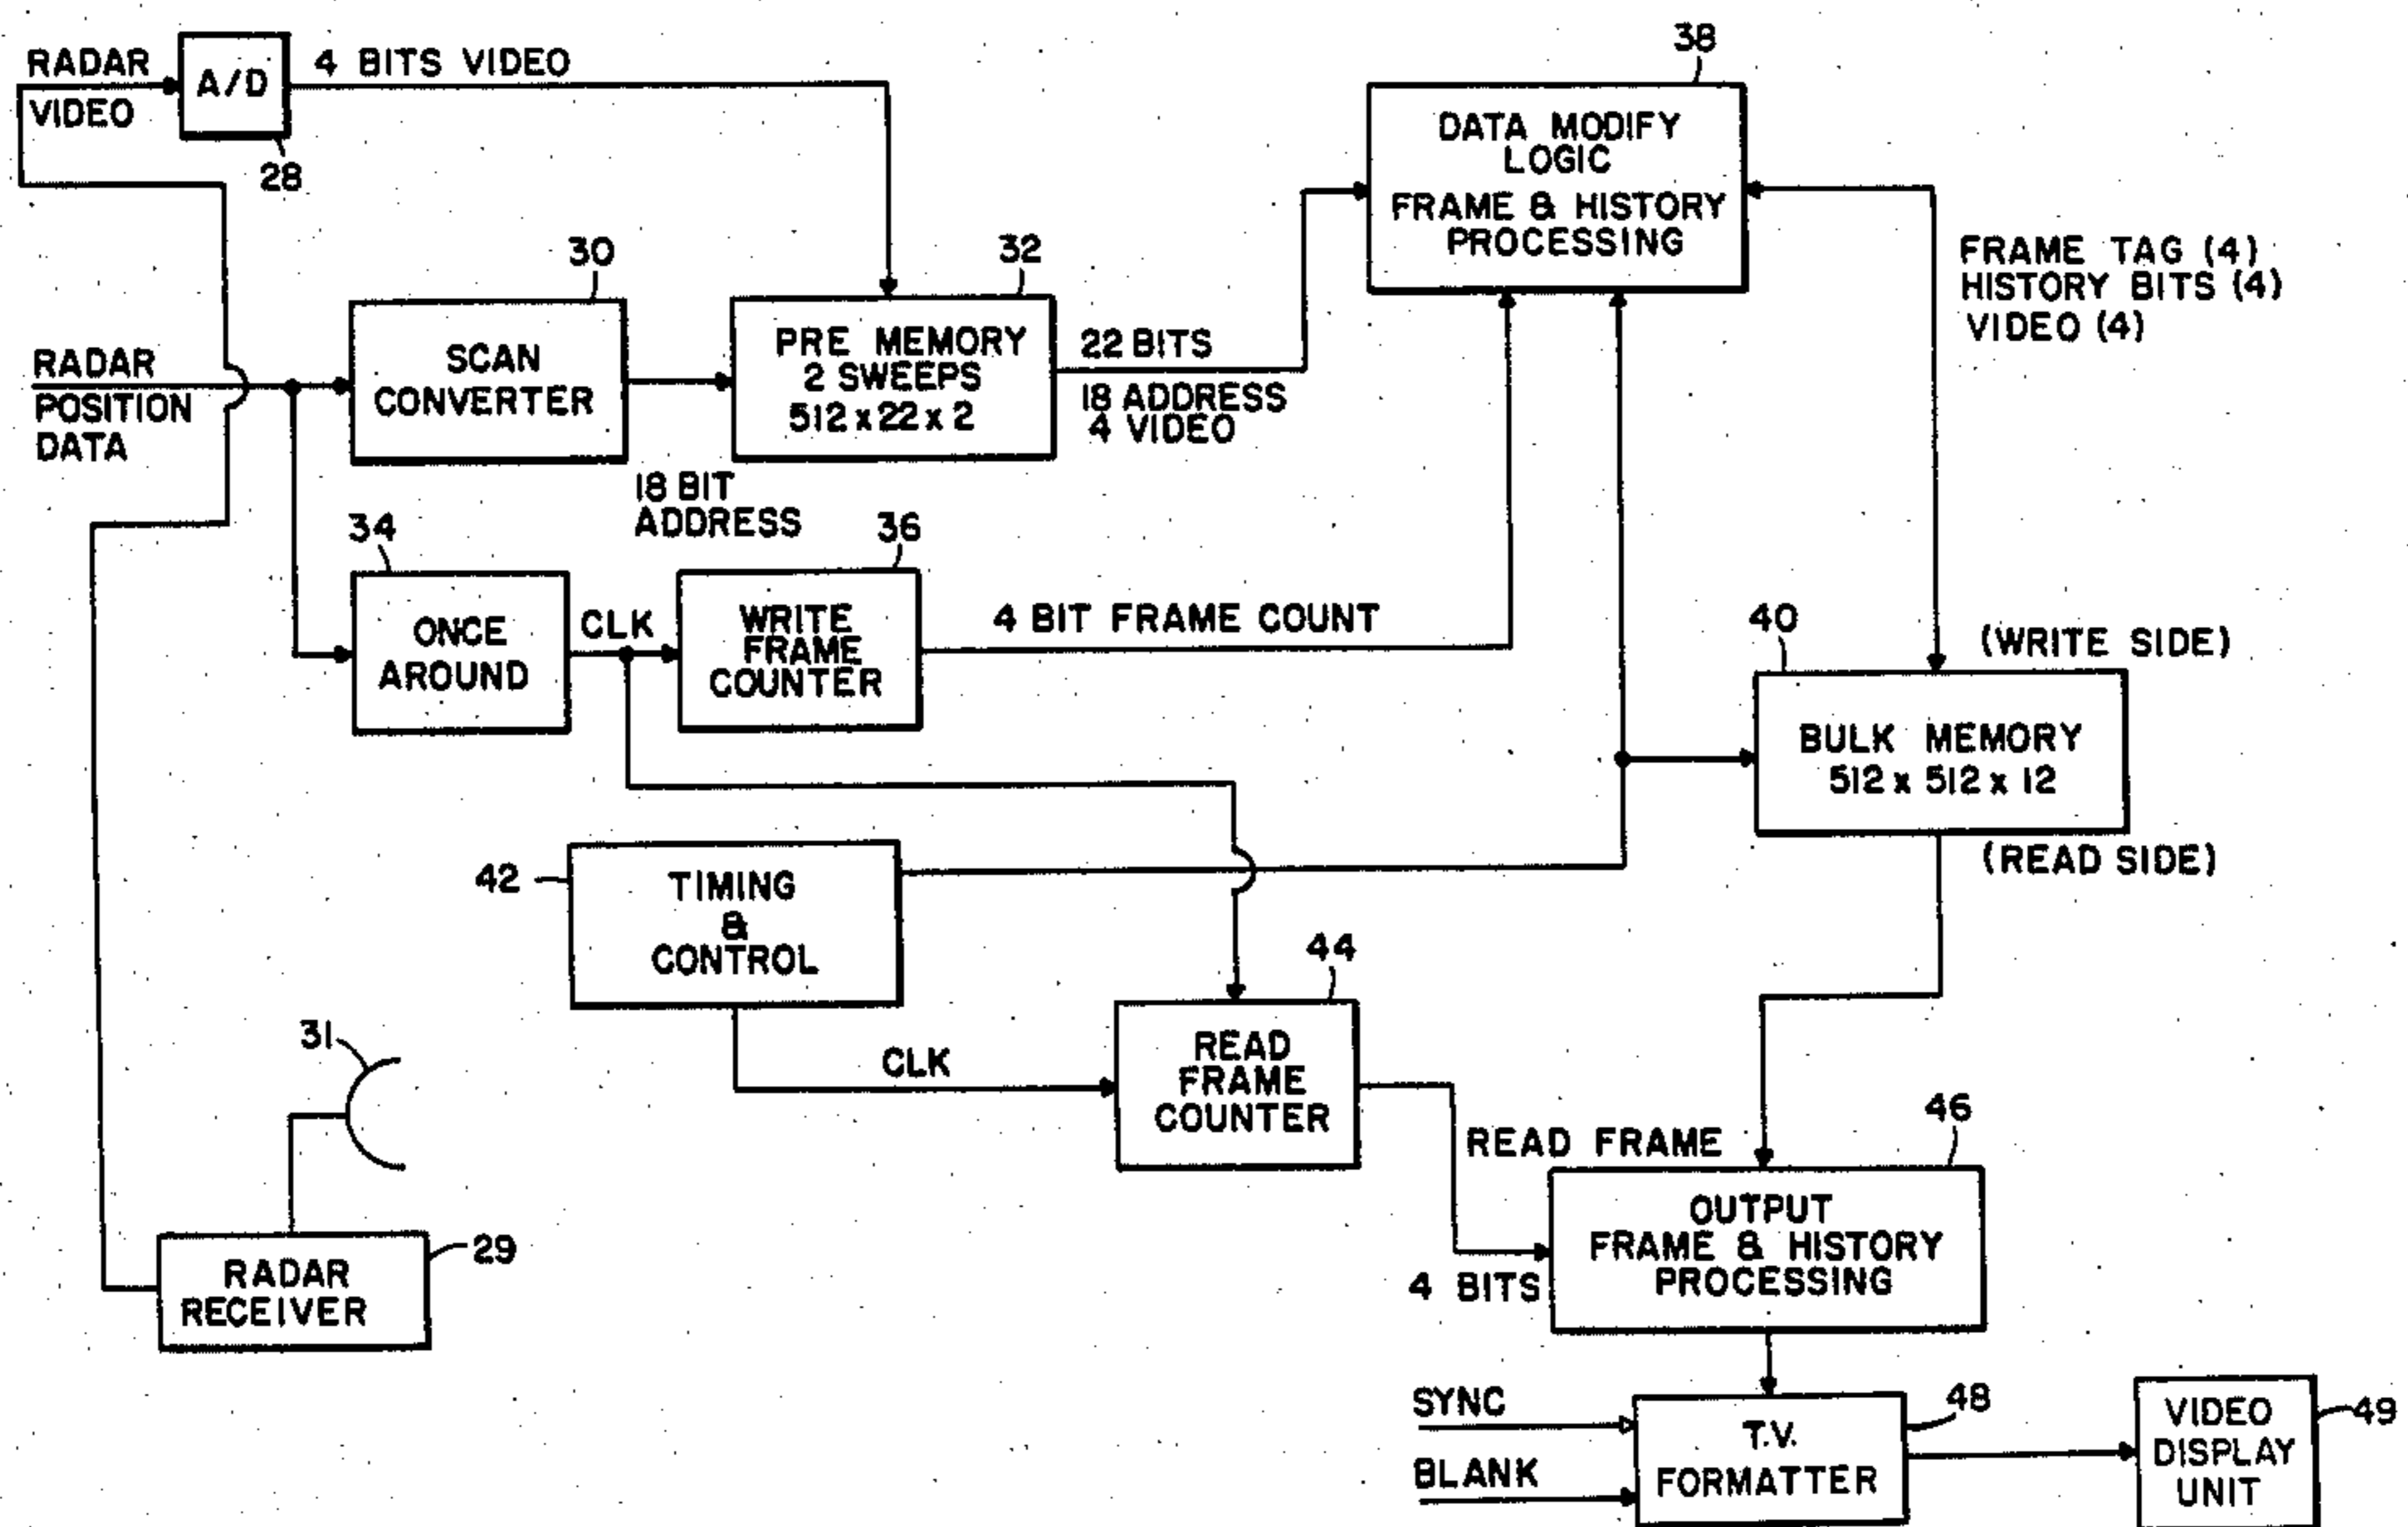 RADAR
VIDEO
A/D
28
4 BITS VIDEO
38
DATA MODIFY
LOGIC
FRAME & HISTORY
PROCESSING
30
SCAN
CONVERTER
32
PRE MEMORY
2 SWEEPS
512 x 22 x 2
22 BITS
18 ADDRESS
4 VIDEO
FRAME TAG (4)
HISTORY BITS (4)
VIDEO (4)
RADAR
POSITION
DATA
18 BIT
ADDRESS
34
ONCE
AROUND
CLK
36
WRITE
FRAME
COUNTER
4 BIT FRAME COUNT
40
(WRITE SIDE)
BULK MEMORY
512 x 512 x 12
(READ SIDE)
42
TIMING
&
CONTROL
CLK
44
READ
FRAME
COUNTER
31
29
RADAR
RECEIVER
READ FRAME
4 BITS
46
OUTPUT
FRAME & HISTORY
PROCESSING
SYNC
BLANK
48
T.V.
FORMATTER
49
VIDEO
DISPLAY
UNIT